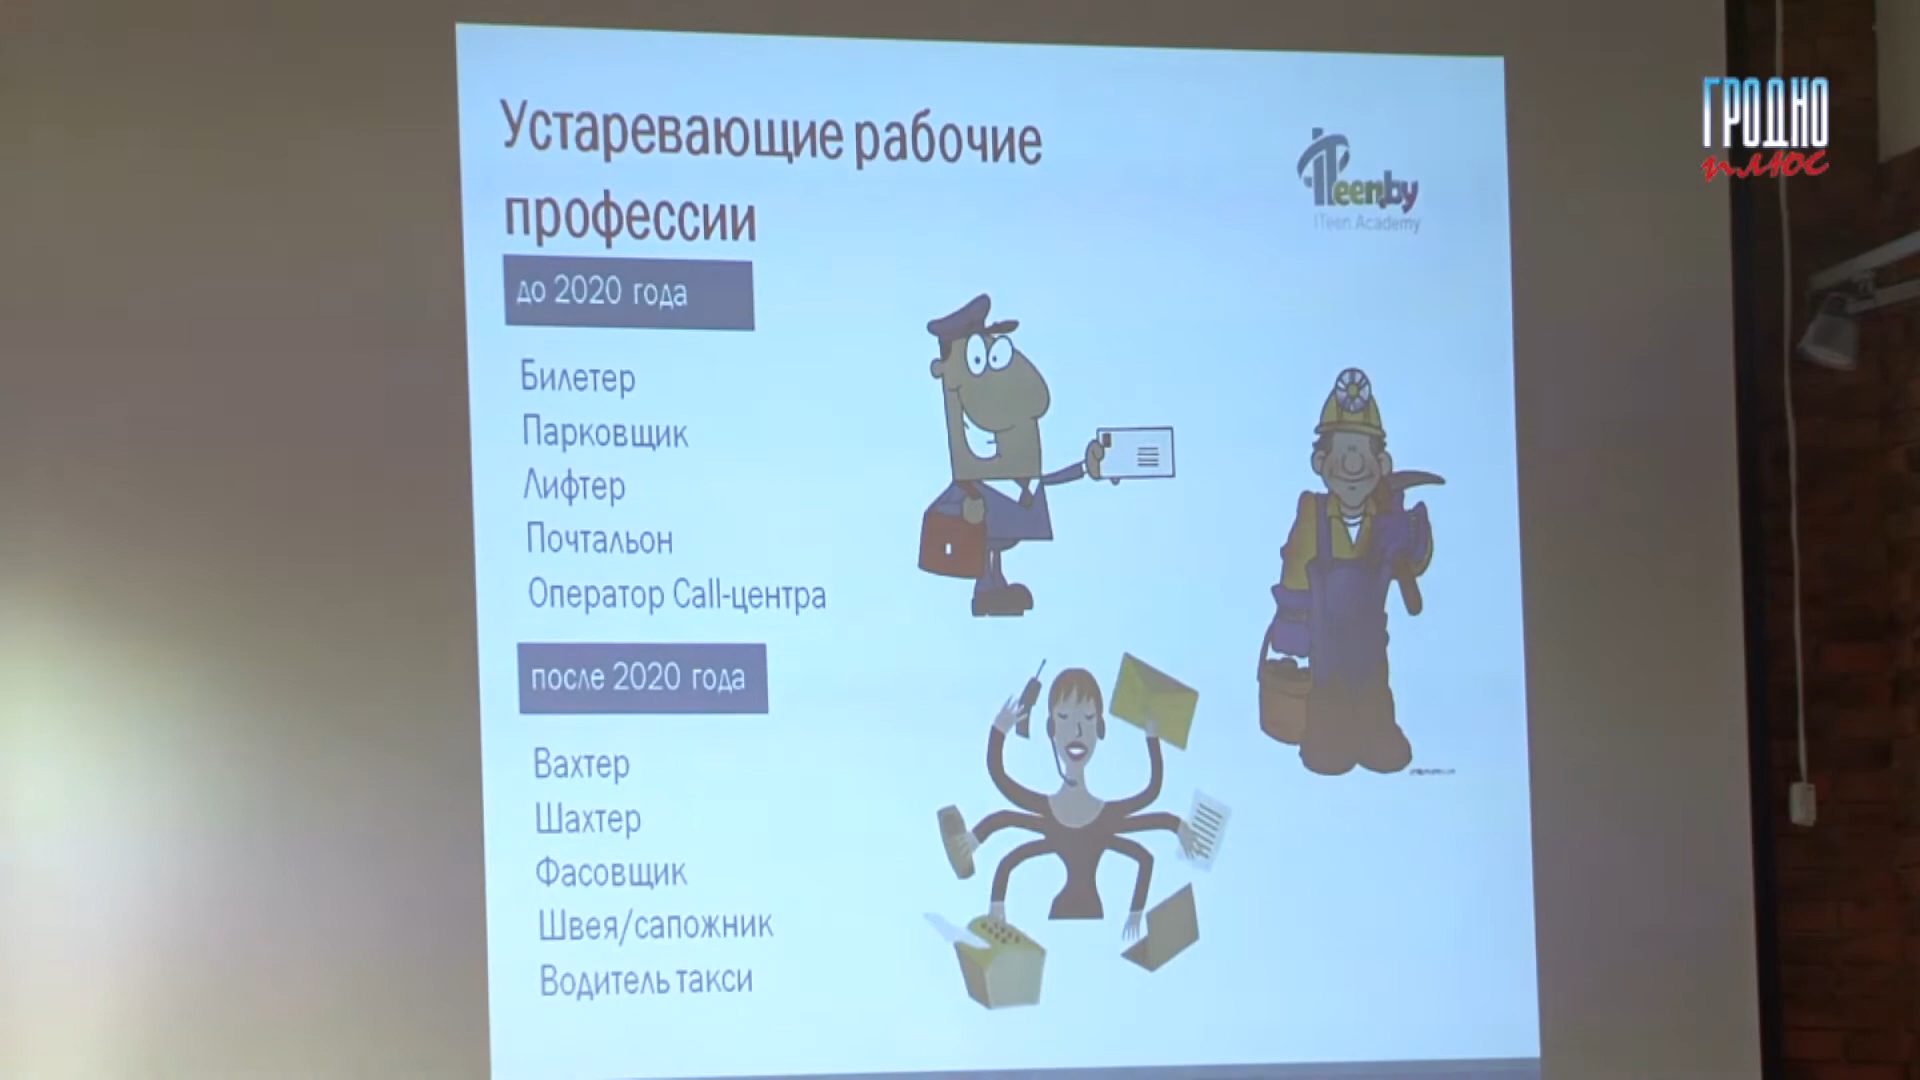 Устаревающие рабочие
профессии
до 2020 года
Билетер
Парковщик
Лифтер
Почтальон
Оператор Call-центра
после 2020 года
Вахтер
Шахтер
Фасовщик
Швея/сапожник
Водитель такси
ITeen.by
ITeen Academy
ГРОДНО
плюс